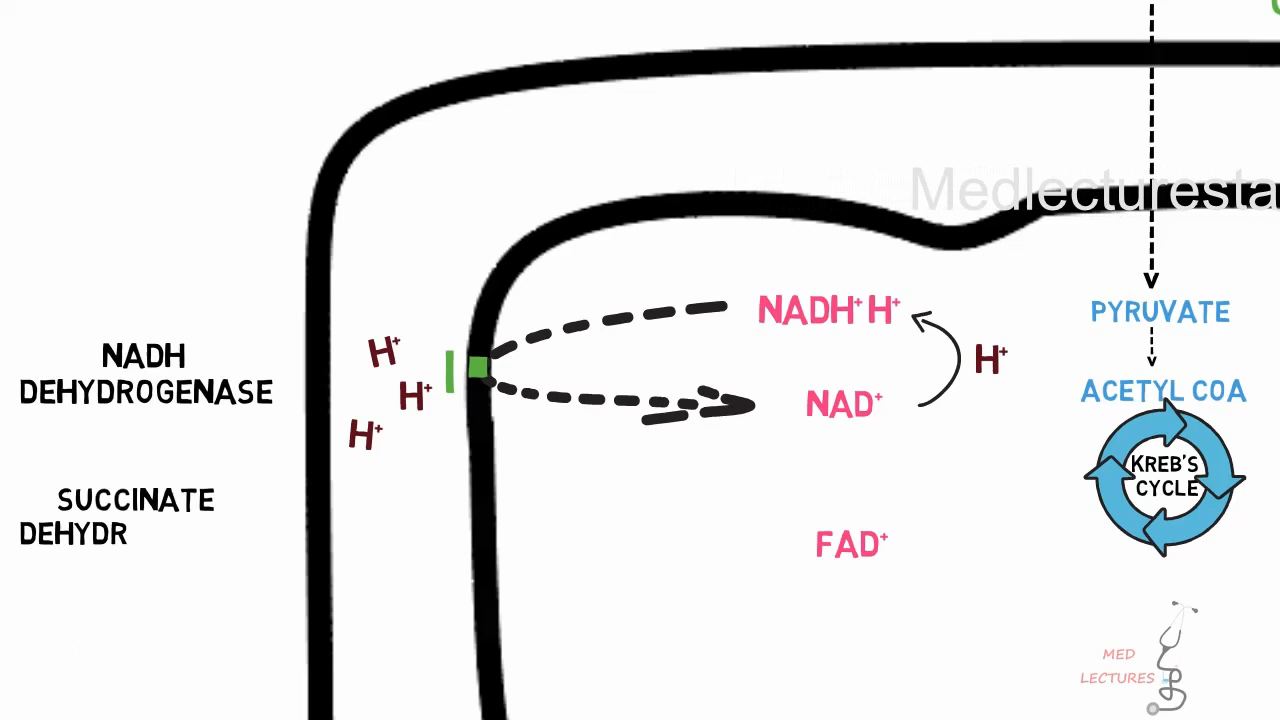 Medlecturesta
NADH⁺ H⁺
PYRUVATE
H⁺
NADH
DEHYDROGENASE
H⁺
I
H⁺
H⁺
NAD⁺
ACETYL COA
H⁺
KREB'S
CYCLE
SUCCINATE
DEHYDR
FAD⁺
MED
LECTURES